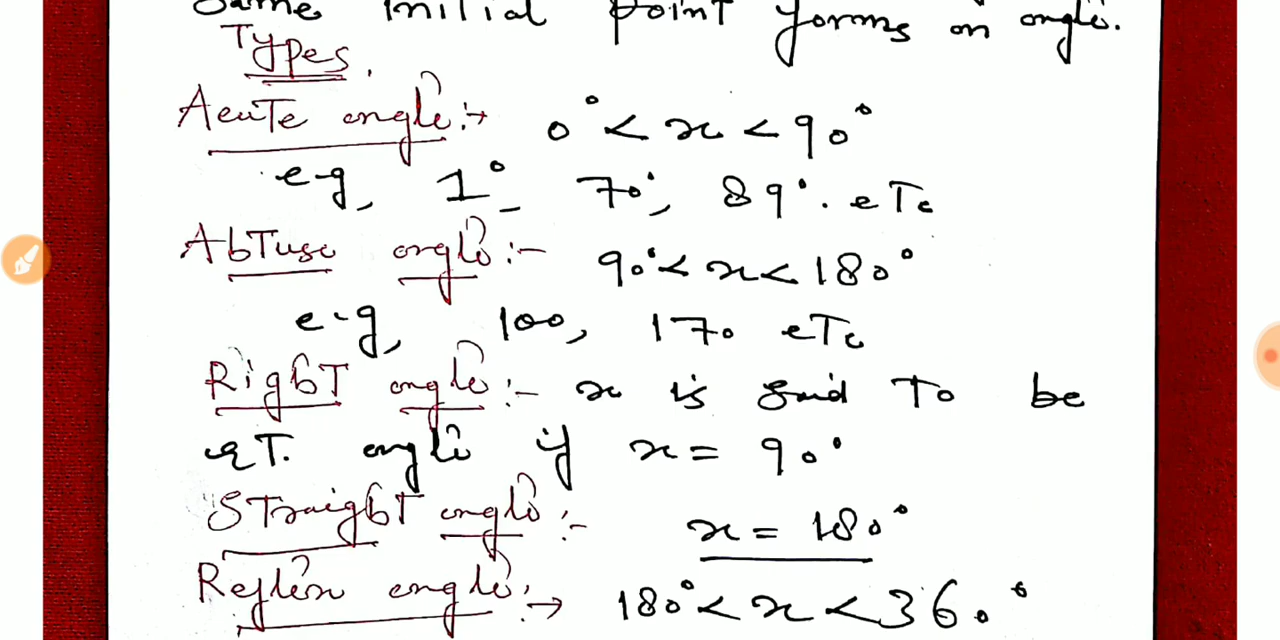 Same initial point forms an angle.
Types.
Acute angle :→ 0° < x < 90°
e-g, 1°, 70°, 89°. eTc
AbTuse angle :- 90° < x < 180°
e-g, 100, 170 eTc
Right angle :- x is said To be
rT. angle if x = 90°
STraight angle :- x = 180°
Reflex angle :→ 180° < x < 360°